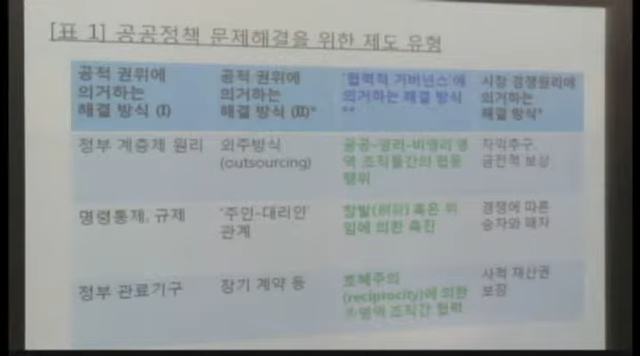 [표 1] 공공정책 문제해결을 위한 제도 유형
공적 권위에
의거하는
해결 방식 (I)
공적 권위에
의거하는
해결 방식 (II)*
'협력적 거버넌스'에
의거하는 해결 방식
**
시장 경쟁원리에
의거하는
해결 방식*
정부 계층제 원리
외주방식
(outsourcing)
공공-영리-비영리 영
역 조직들간의 협동
행위
자익추구,
금전적 보상
명령통제, 규제
'주인-대리인'
관계
혹은 위
임에 의한 촉진
경쟁에 따른
승자와 패자
정부 관료기구
장기 계약 등
호혜주의
(reciprocity)에 의한
영역 조직간 협력
사적 재산권
보장